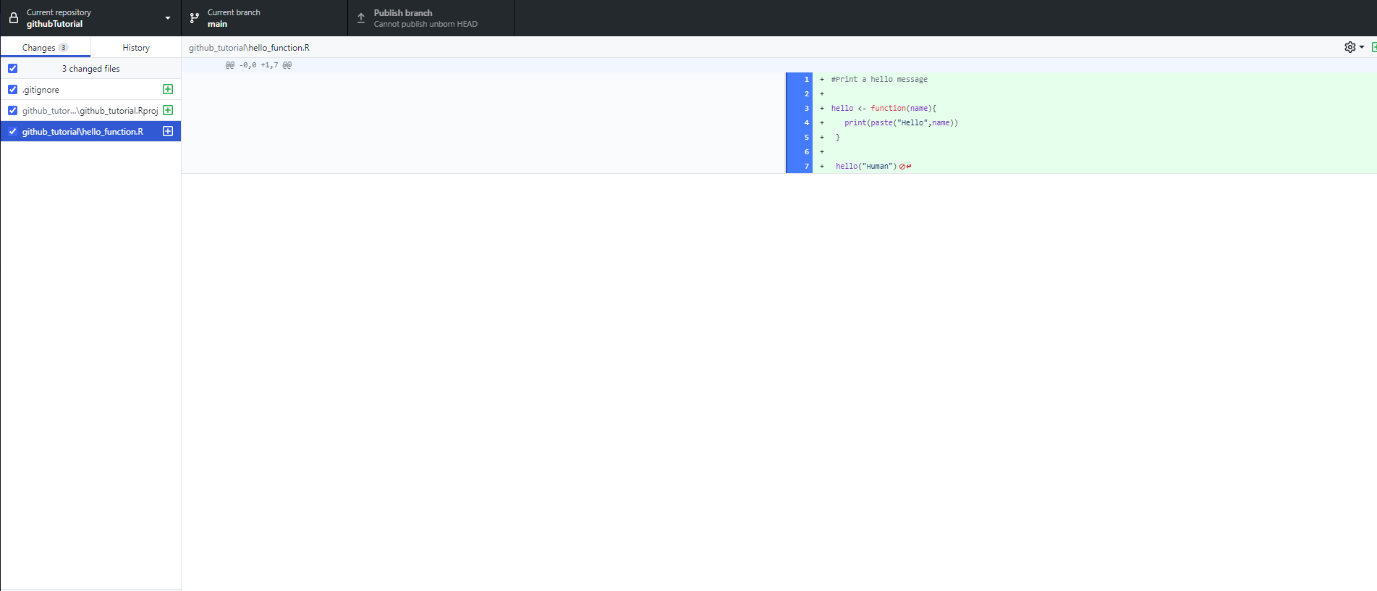 Current repository
githubTutorial
Current branch
main
Publish branch
Cannot publish unborn HEAD
Changes 3
History
github_tutorial\hello_function.R
3 changed files
@@ -0,0 +1,7 @@
.gitignore
github_tutor...\github_tutorial.Rproj
github_tutorial\hello_function.R
1 + #Print a hello message
2 +
3 + hello <- function(name){
4 + print(paste("Hello",name))
5 + }
6 +
7 + hello("Human")